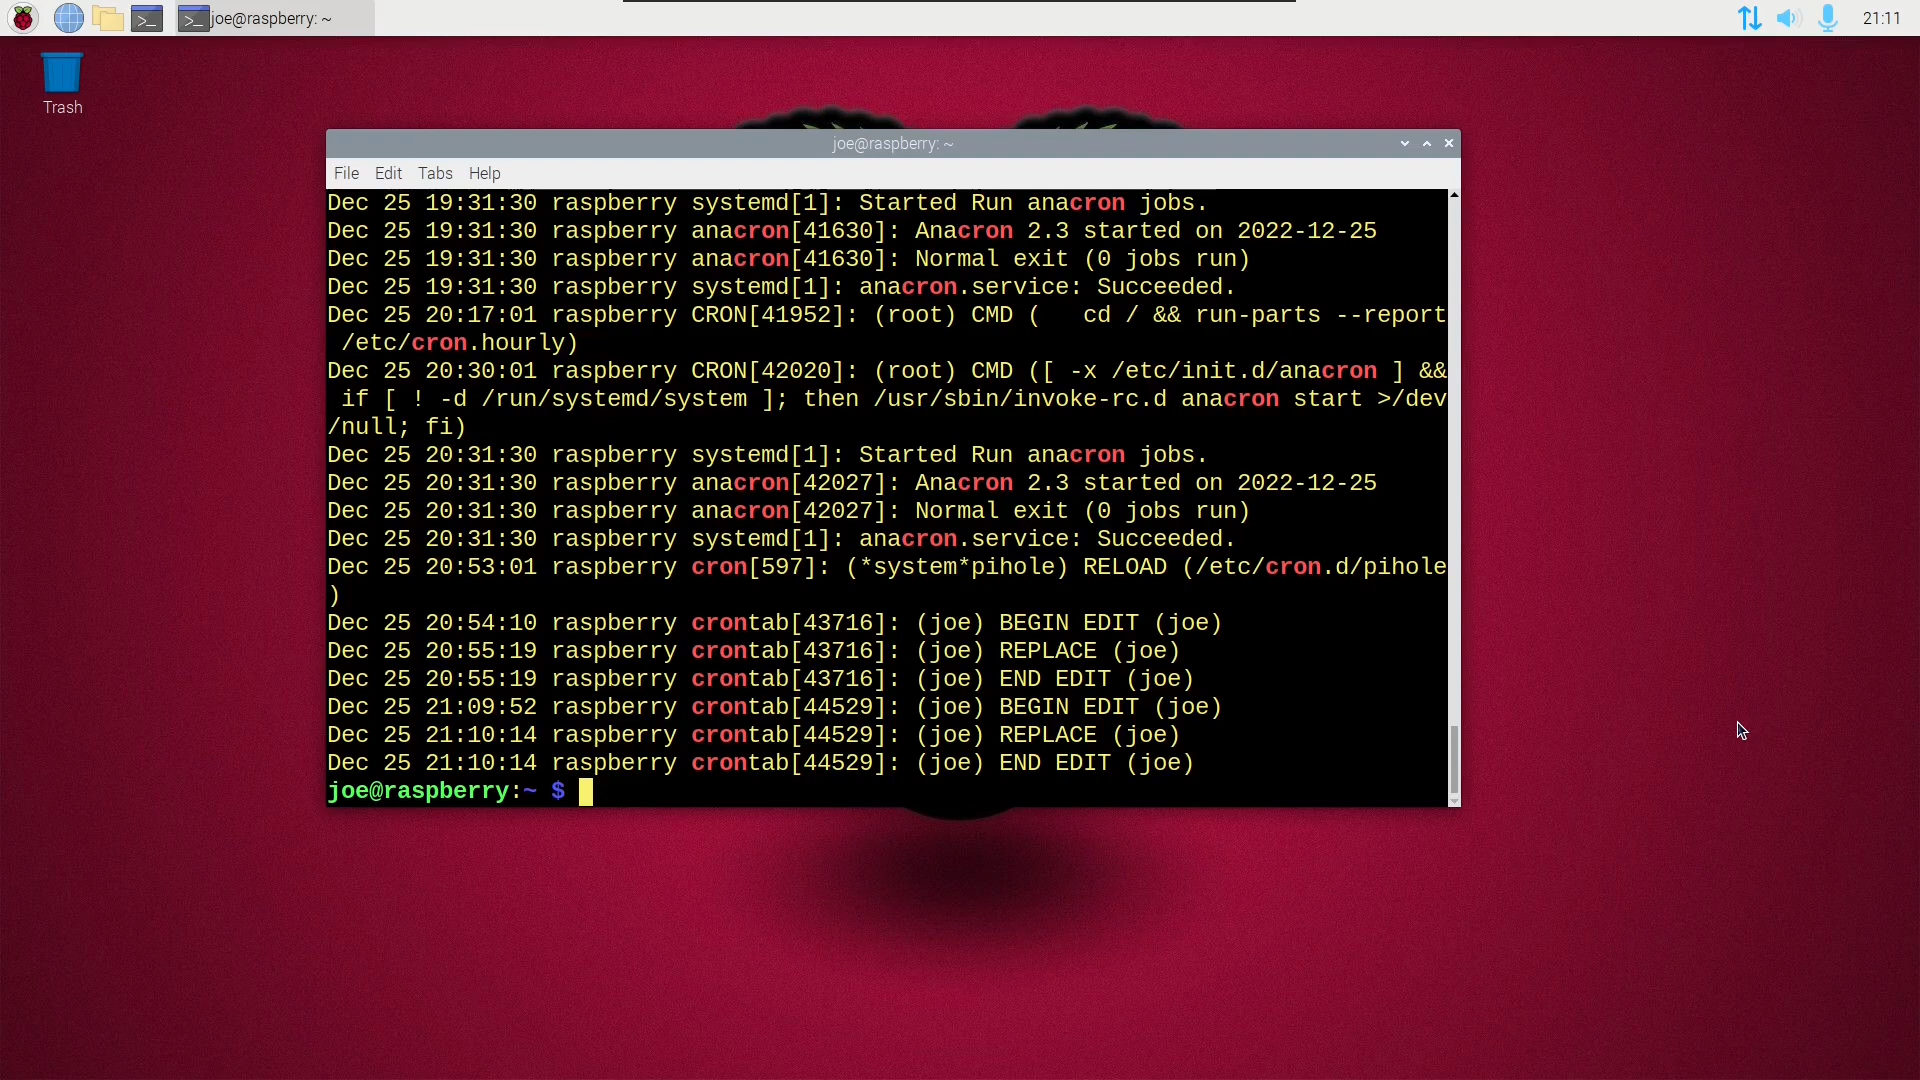 joe@raspberry: ~
21:11
Trash
joe@raspberry: ~
File Edit Tabs Help
Dec 25 19:31:30 raspberry systemd[1]: Started Run anacron jobs.
Dec 25 19:31:30 raspberry anacron[41630]: Anacron 2.3 started on 2022-12-25
Dec 25 19:31:30 raspberry anacron[41630]: Normal exit (0 jobs run)
Dec 25 19:31:30 raspberry systemd[1]: anacron.service: Succeeded.
Dec 25 20:17:01 raspberry CRON[41952]: (root) CMD (   cd / && run-parts --report
 /etc/cron.hourly)
Dec 25 20:30:01 raspberry CRON[42020]: (root) CMD ([ -x /etc/init.d/anacron ] &&
 if [ ! -d /run/systemd/system ]; then /usr/sbin/invoke-rc.d anacron start >/dev
/null; fi)
Dec 25 20:31:30 raspberry systemd[1]: Started Run anacron jobs.
Dec 25 20:31:30 raspberry anacron[42027]: Anacron 2.3 started on 2022-12-25
Dec 25 20:31:30 raspberry anacron[42027]: Normal exit (0 jobs run)
Dec 25 20:31:30 raspberry systemd[1]: anacron.service: Succeeded.
Dec 25 20:53:01 raspberry cron[597]: (*system*pihole) RELOAD (/etc/cron.d/pihole
)
Dec 25 20:54:10 raspberry crontab[43716]: (joe) BEGIN EDIT (joe)
Dec 25 20:55:19 raspberry crontab[43716]: (joe) REPLACE (joe)
Dec 25 20:55:19 raspberry crontab[43716]: (joe) END EDIT (joe)
Dec 25 21:09:52 raspberry crontab[44529]: (joe) BEGIN EDIT (joe)
Dec 25 21:10:14 raspberry crontab[44529]: (joe) REPLACE (joe)
Dec 25 21:10:14 raspberry crontab[44529]: (joe) END EDIT (joe)
joe@raspberry:~ $